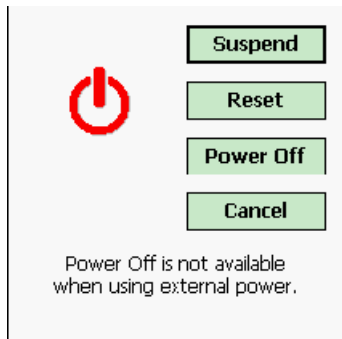 Suspend
Reset
Power Off
Cancel
Power Off is not available
when using external power.